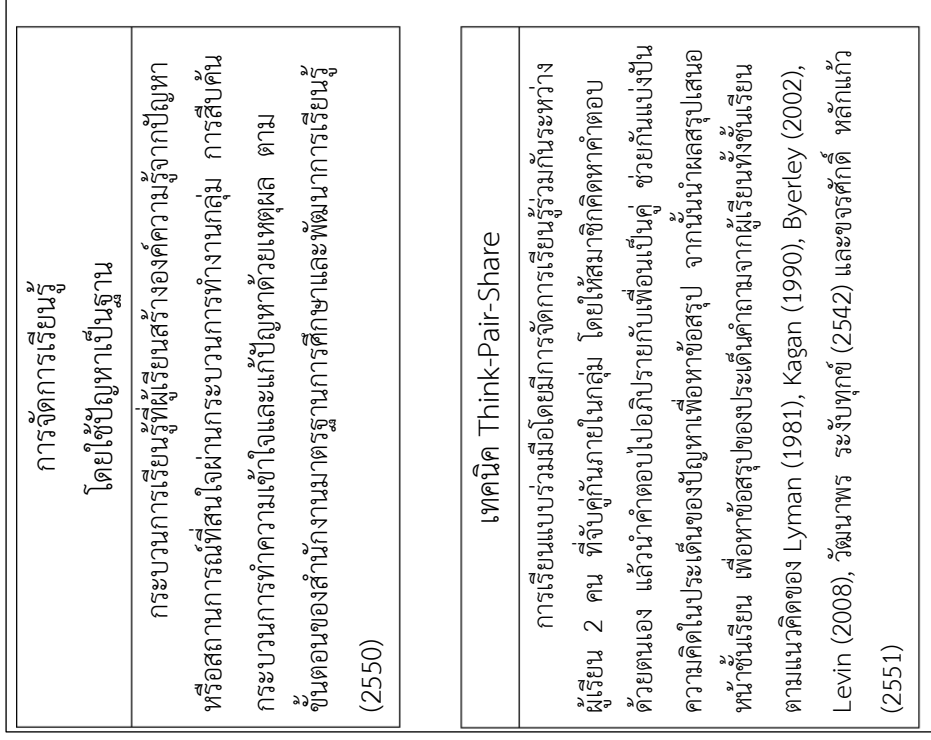 การจัดการเรียนรู้
โดยใช้ปัญหาเป็นฐาน
กระบวนการเรียนรู้ที่ผู้เรียนสร้างองค์ความรู้จากปัญหา
หรือสถานการณ์ที่สนใจผ่านกระบวนการทำงานกลุ่ม การสืบค้น
กระบวนการทำความเข้าใจและแก้ปัญหาด้วยเหตุผล ตาม
ขั้นตอนของสำนักงานมาตรฐานการศึกษาและพัฒนาการเรียนรู้
(2550)
เทคนิค Think-Pair-Share
การเรียนแบบร่วมมือโดยมีการจัดการเรียนรู้ร่วมกันระหว่าง
ผู้เรียน 2 คน ที่จับคู่กันภายในกลุ่ม โดยให้สมาชิกคิดหาคำตอบ
ด้วยตนเอง แล้วนำคำตอบไปอภิปรายกับเพื่อนเป็นคู่ ช่วยกันแบ่งปัน
ความคิดในประเด็นของปัญหาเพื่อหาข้อสรุป จากนั้นนำผลสรุปเสนอ
หน้าชั้นเรียน เพื่อหาข้อสรุปของประเด็นคำถามจากผู้เรียนทั้งชั้นเรียน
ตามแนวคิดของ Lyman (1981), Kagan (1990), Byerley (2002),
Levin (2008), วัฒนาพร ระงับทุกข์ (2542) และขจรศักดิ์ หลักแก้ว
(2551)